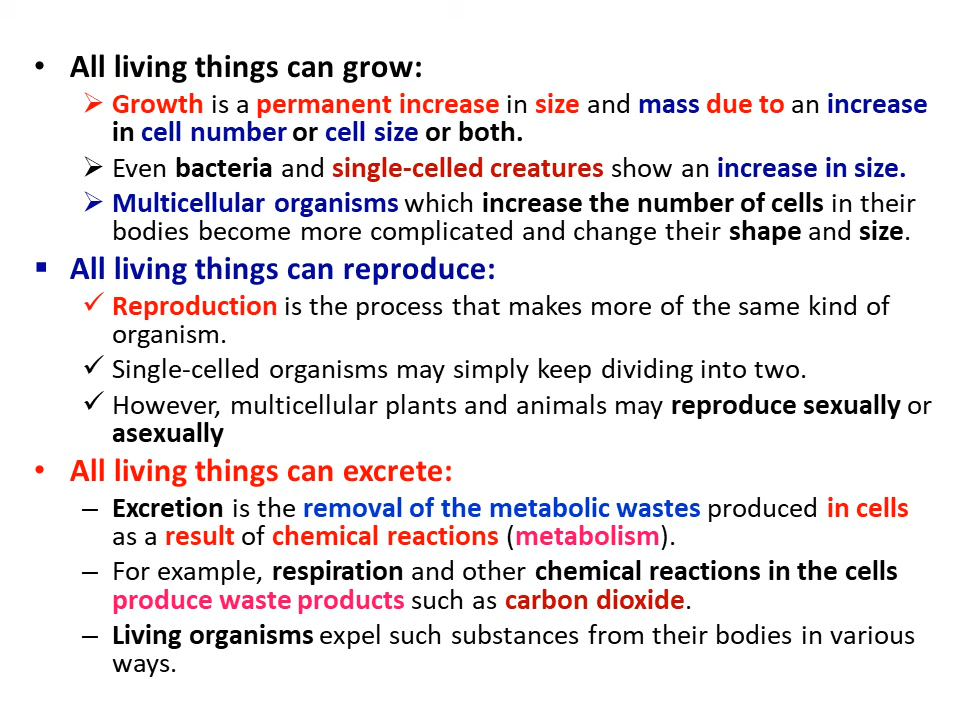 • All living things can grow:
➢ Growth is a permanent increase in size and mass due to an increase
in cell number or cell size or both.
➢ Even bacteria and single-celled creatures show an increase in size.
➢ Multicellular organisms which increase the number of cells in their
bodies become more complicated and change their shape and size.
▪ All living things can reproduce:
✓ Reproduction is the process that makes more of the same kind of
organism.
✓ Single-celled organisms may simply keep dividing into two.
✓ However, multicellular plants and animals may reproduce sexually or
asexually
• All living things can excrete:
– Excretion is the removal of the metabolic wastes produced in cells
as a result of chemical reactions (metabolism).
– For example, respiration and other chemical reactions in the cells
produce waste products such as carbon dioxide.
– Living organisms expel such substances from their bodies in various
ways.